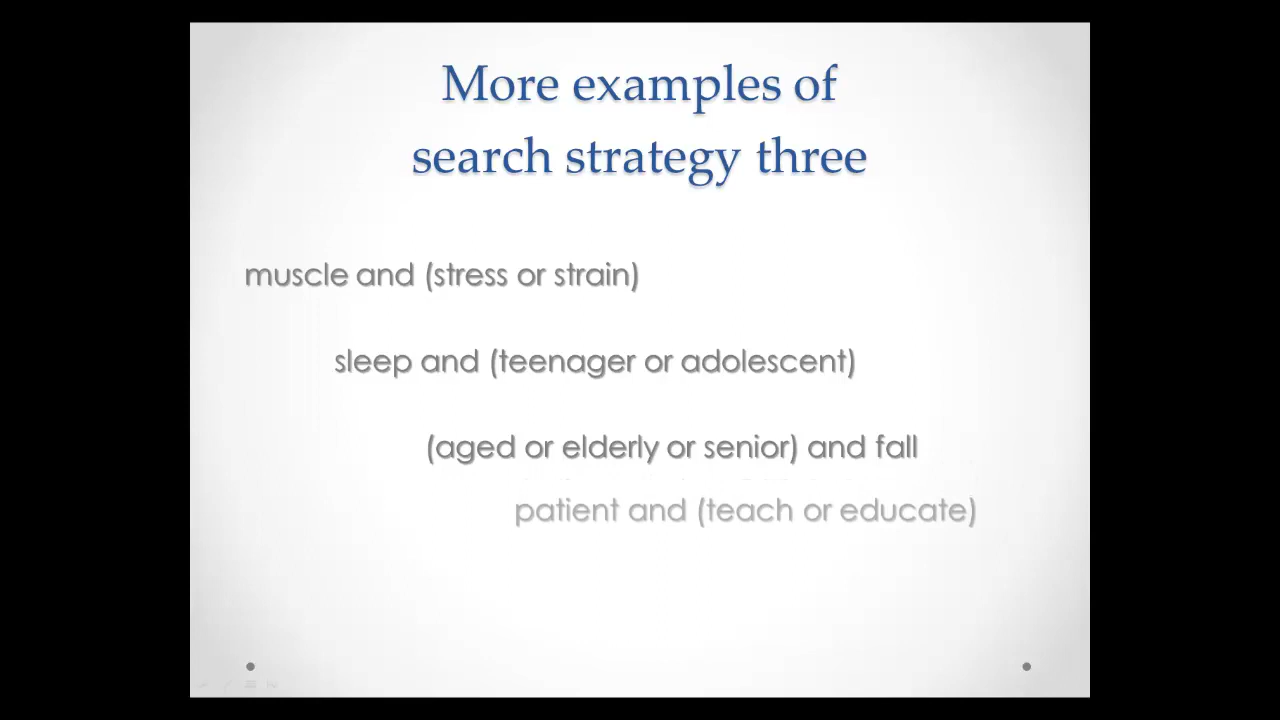 More examples of
search strategy three
muscle and (stress or strain)
sleep and (teenager or adolescent)
(aged or elderly or senior) and fall
patient and (teach or educate)